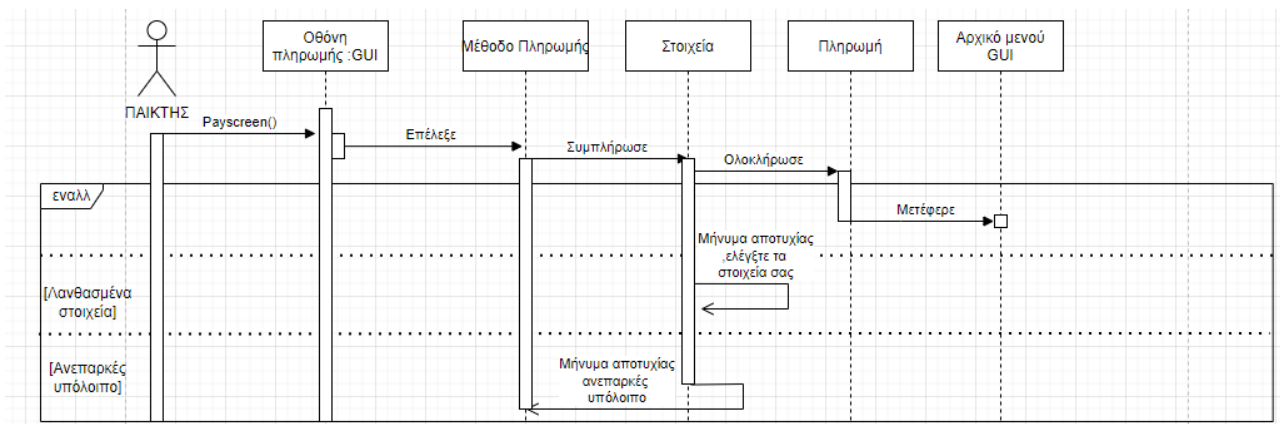 Οθόνη
πληρωμής :GUI
Μέθοδο Πληρωμής
Στοιχεία
Πληρωμή
Αρχικό μενού
GUI
ΠΑΙΚΤΗΣ
Payscreen()
Επέλεξε
Συμπλήρωσε
Ολοκλήρωσε
εναλλ
Μετέφερε
Μήνυμα αποτυχίας
,ελέγξτε τα
στοιχεία σας
[Λανθασμένα
στοιχεία]
Μήνυμα αποτυχίας
ανεπαρκές
υπόλοιπο
[Ανεπαρκές
υπόλοιπο]